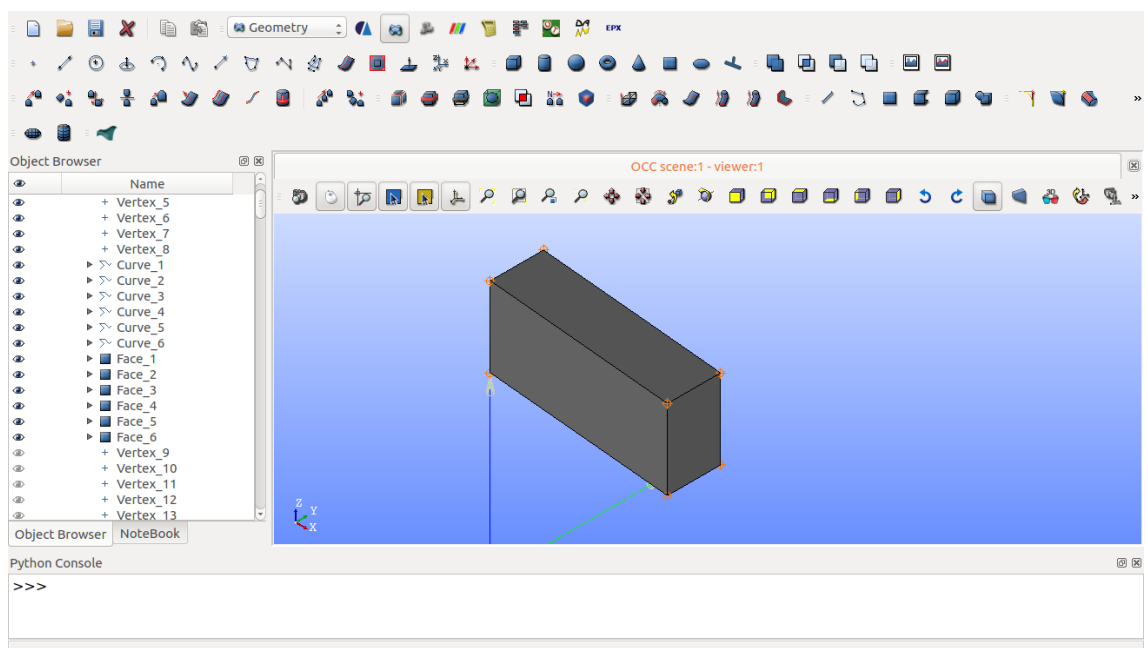 Geometry
EPX
Object Browser
OCC scene:1 - viewer:1
Name
Vertex_5
Vertex_6
Vertex_7
Vertex_8
Curve_1
Curve_2
Curve_3
Curve_4
Curve_5
Curve_6
Face_1
Face_2
Face_3
Face_4
Face_5
Face_6
Vertex_9
Vertex_10
Vertex_11
Vertex_12
Vertex_13
Z
Y
X
Object Browser
NoteBook
Python Console
>>>